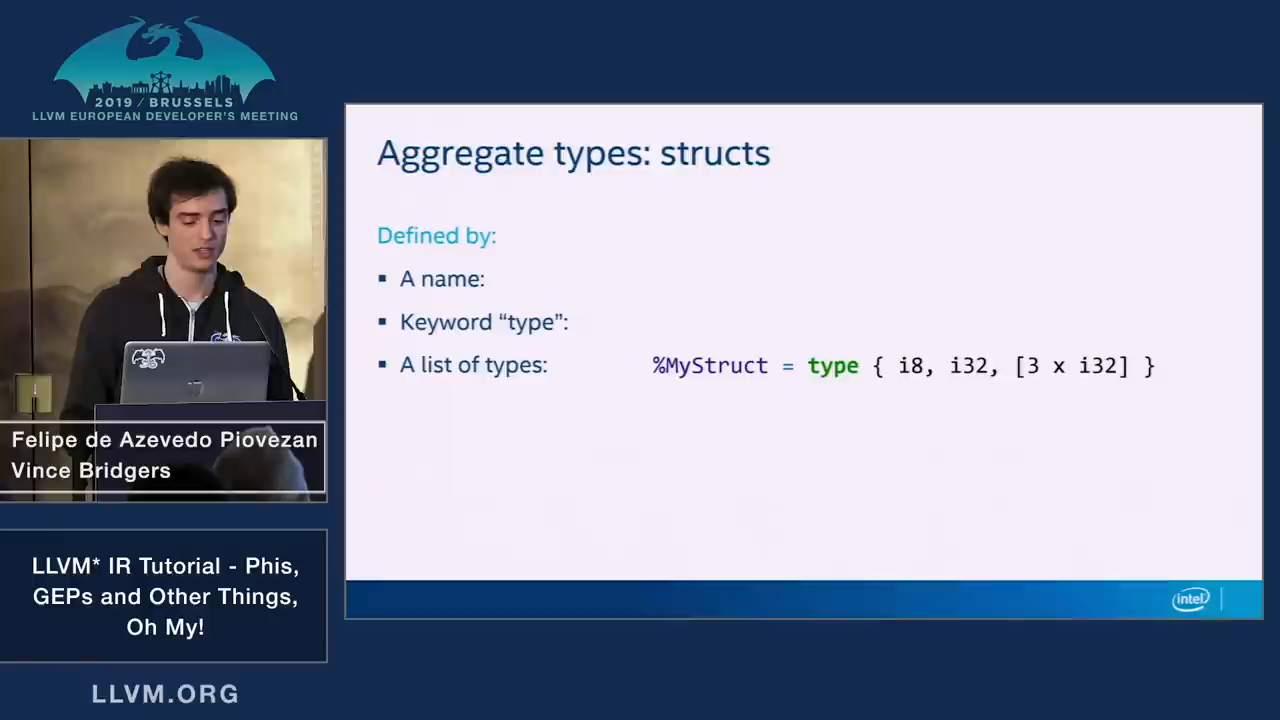 2019 / BRUSSELS
LLVM EUROPEAN DEVELOPER'S MEETING
Felipe de Azevedo Piovezan
Vince Bridgers
LLVM* IR Tutorial - Phis,
GEPs and Other Things,
Oh My!
LLVM.ORG
Aggregate types: structs
Defined by:
▪ A name:
▪ Keyword “type”:
▪ A list of types: %MyStruct = type { i8, i32, [3 x i32] }
intel